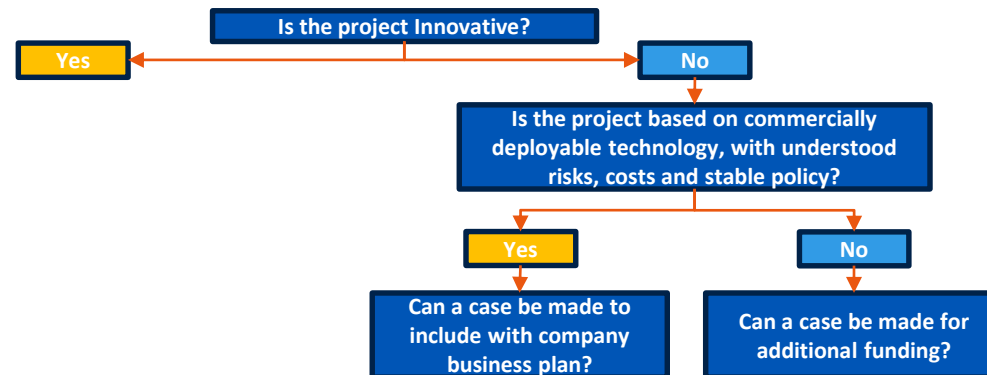 Is the project Innovative?
Yes
No
Is the project based on commercially
deployable technology, with understood
risks, costs and stable policy?
Yes
No
Can a case be made to
include with company
business plan?
Can a case be made for
additional funding?